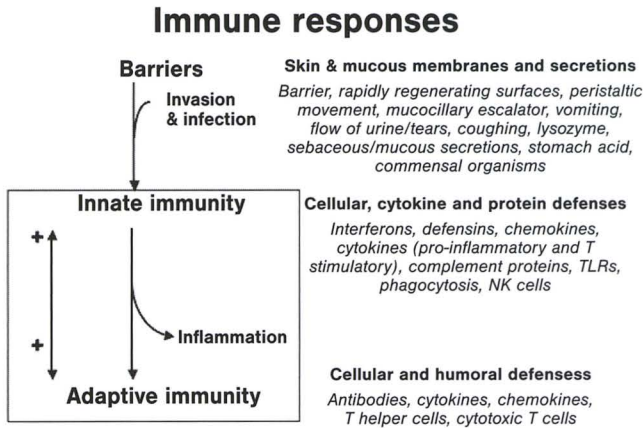 Immune responses
Barriers
Skin & mucous membranes and secretions
Barrier, rapidly regenerating surfaces, peristaltic
movement, mucocillary escalator, vomiting,
flow of urine/tears, coughing, lysozyme,
sebaceous/mucous secretions, stomach acid,
commensal organisms
Invasion
& infection
Innate immunity
Cellular, cytokine and protein defenses
Interferons, defensins, chemokines,
cytokines (pro-inflammatory and T
stimulatory), complement proteins, TLRs,
phagocytosis, NK cells
+
+
Inflammation
Adaptive immunity
Cellular and humoral defensess
Antibodies, cytokines, chemokines,
T helper cells, cytotoxic T cells